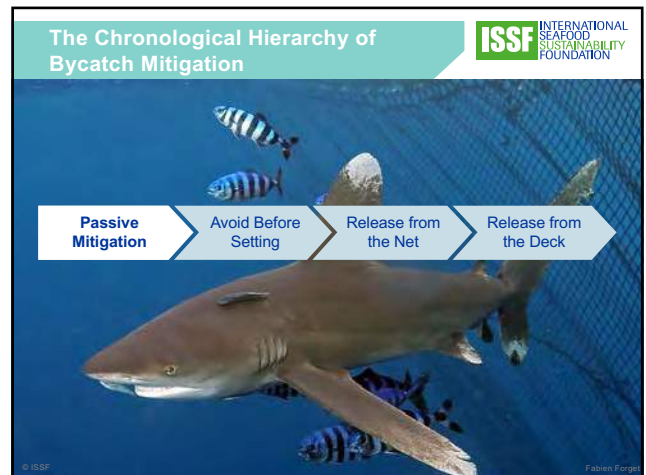 The Chronological Hierarchy of
Bycatch Mitigation
ISSF
INTERNATIONAL
SEAFOOD
SUSTAINABILITY
FOUNDATION
Passive
Mitigation
Avoid Before
Setting
Release from
the Net
Release from
the Deck
© ISSF
Fabien Forget